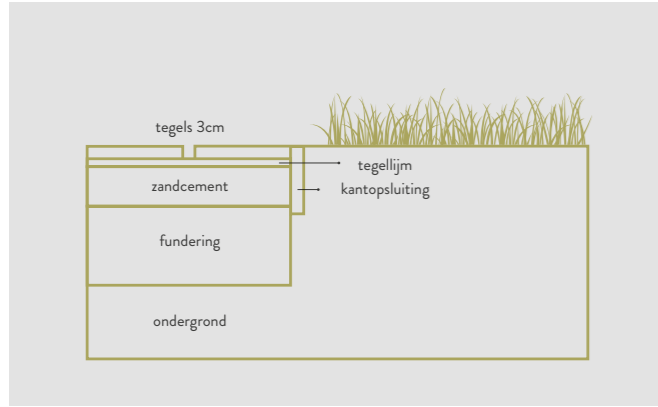 tegels 3cm
tegellijm
zandcement
kantopsluiting
fundering
ondergrond